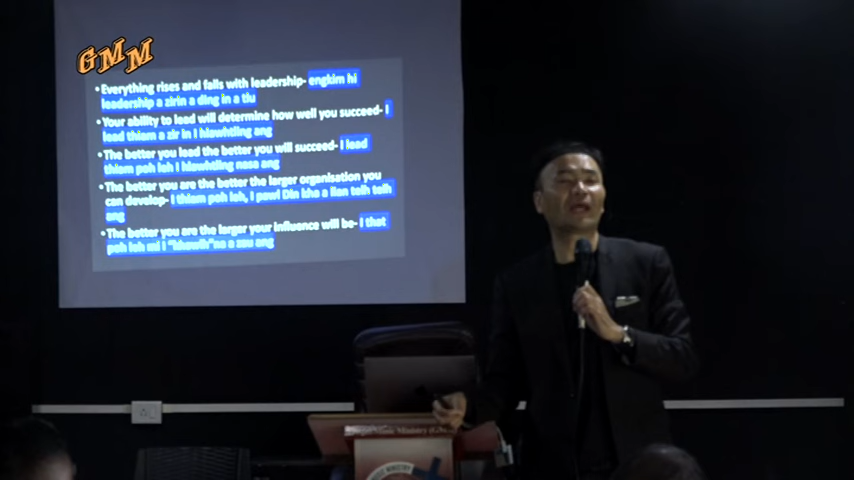 GMM
•Everything rises and falls with leadership- engkim hi
leadership a zirin a ding in a tlu
•Your ability to lead will determine how well you succeed- I
lead thiam a zir in I hlawhtling ang
•The better you lead the better you will succeed- I lead
thiam poh leh I hlawhtling nasa ang
•The better you are the better the larger organisation you
can develop- I thiam poh leh, I pawl Din kha a lian telh telh
ang
•The better you are the larger your influence will be- I that
poh leh mi I "hneh"na a zau ang
Music Ministry
MINISTRY